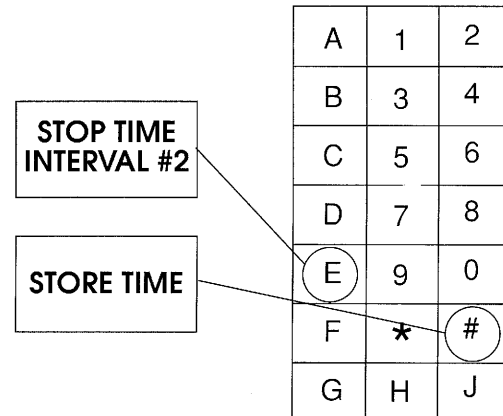 STOP TIME
INTERVAL #2
STORE TIME
A 1 2
B 3 4
C 5 6
D 7 8
E 9 0
F * #
G H J